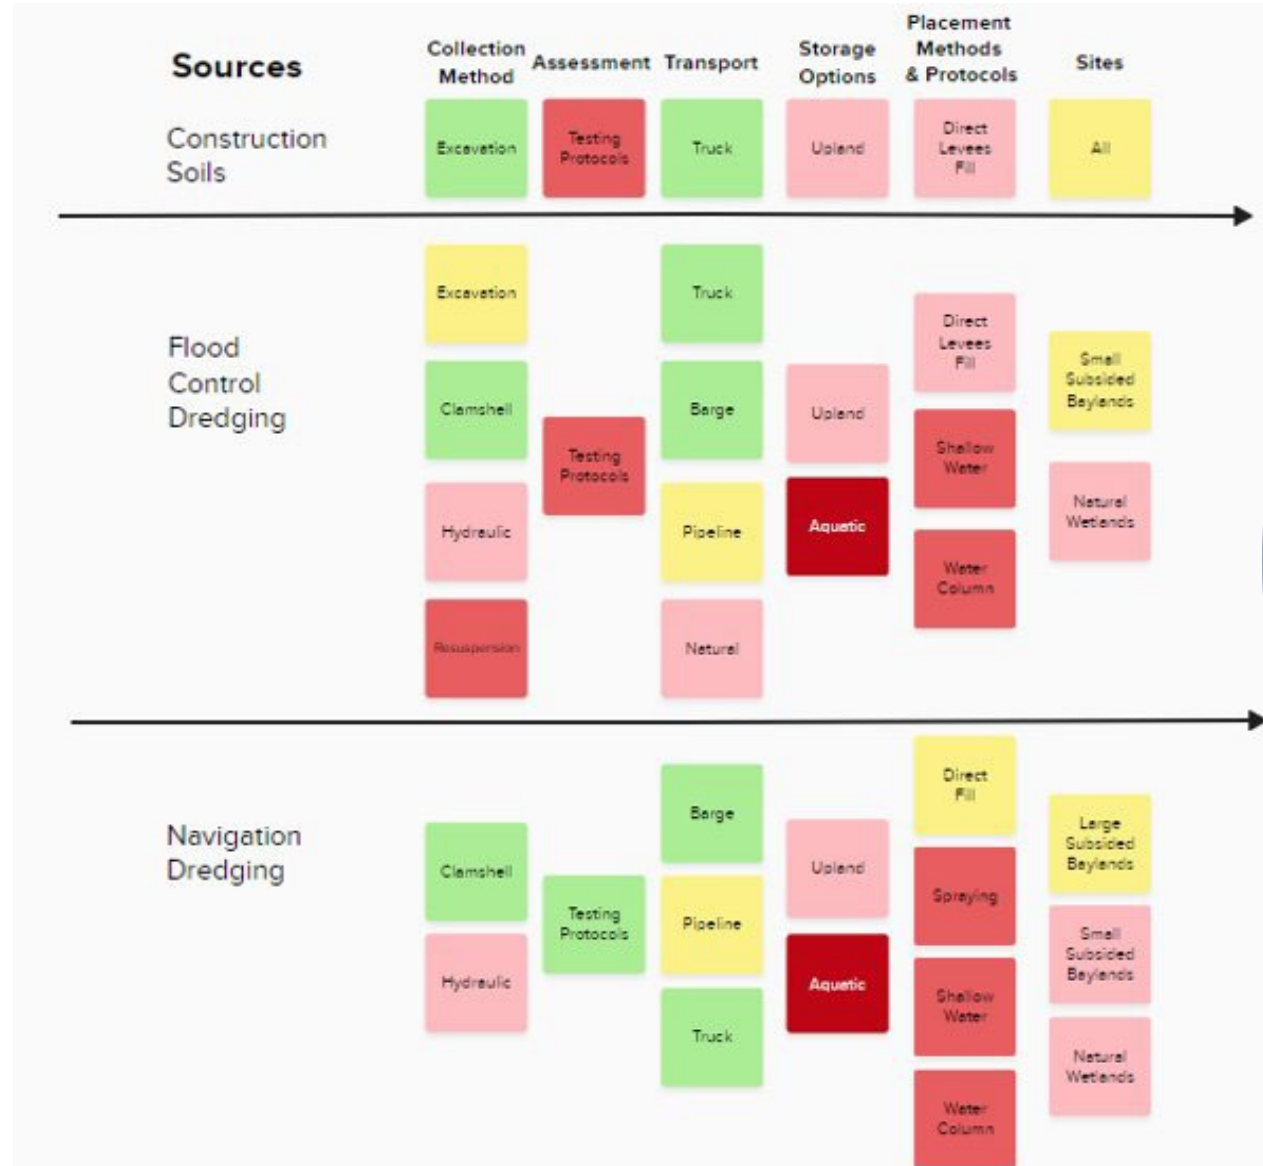 Sources
Collection
Method
Assessment
Transport
Storage
Options
Placement
Methods
& Protocols
Sites
Construction
Soils
Excavation
Testing
Protocols
Truck
Upland
Direct
Levees
Fill
All
Flood
Control
Dredging
Excavation
Clamshell
Hydraulic
Resuspension
Testing
Protocols
Truck
Barge
Pipeline
Natural
Upland
Aquatic
Direct
Levees
Fill
Shallow
Water
Water
Column
Small
Subsided
Baylands
Natural
Wetlands
Navigation
Dredging
Clamshell
Hydraulic
Testing
Protocols
Barge
Pipeline
Truck
Upland
Aquatic
Direct
Fill
Spraying
Shallow
Water
Water
Column
Large
Subsided
Baylands
Small
Subsided
Baylands
Natural
Wetlands